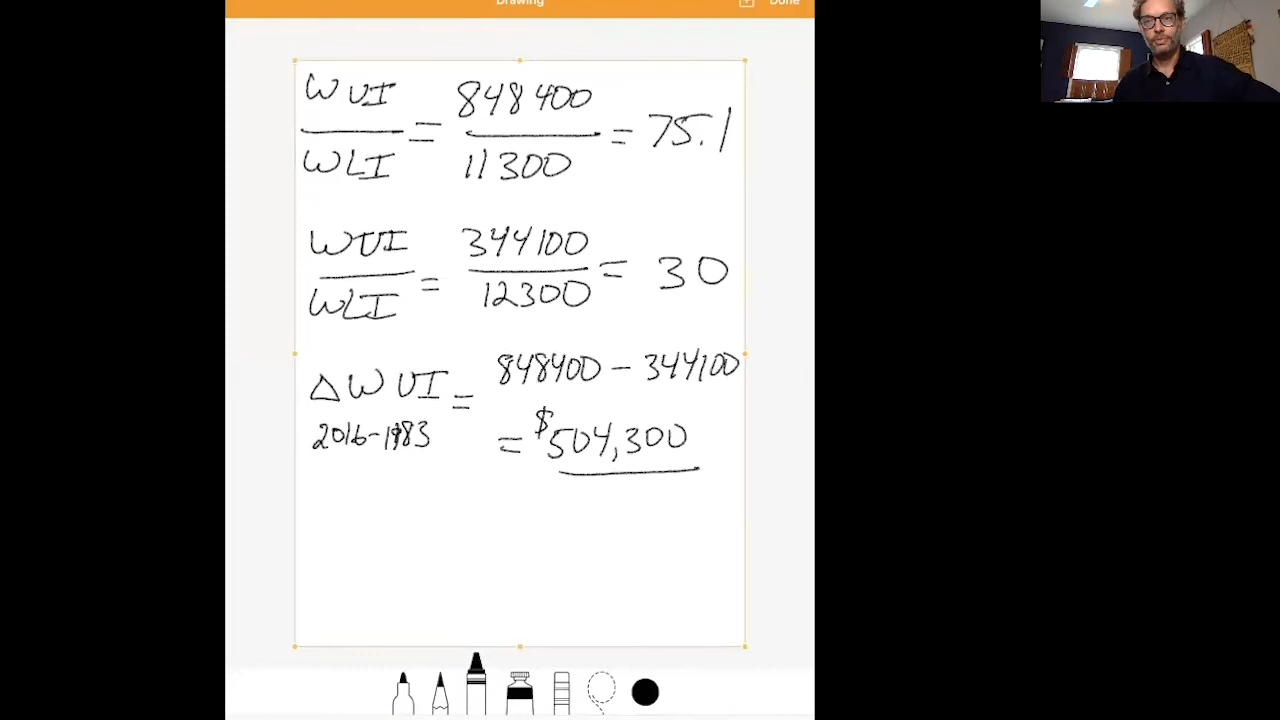 Drawing Done
WUI / WLI = 848400 / 11300 = 75.1
WUI / WLI = 344100 / 12300 = 30
Δ WUI = 848400 - 344100
2016-1983 = $504,300